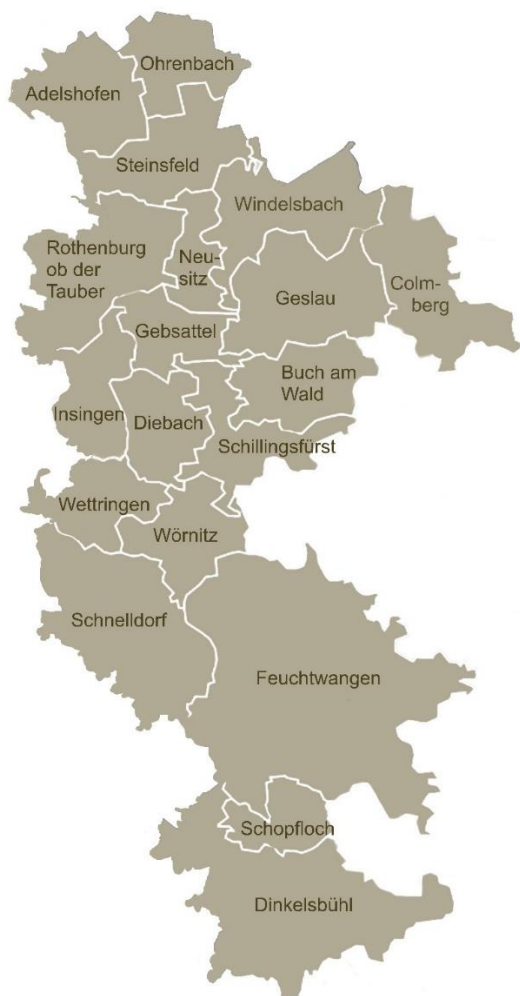 Ohrenbach
Adelshofen
Steinsfeld
Windelsbach
Rothenburg
ob der
Tauber
Neu-
sitz
Geslau
Colm-
berg
Gebsattel
Buch am
Wald
Insingen
Diebach
Schillingsfürst
Wettringen
Wörnitz
Schnelldorf
Feuchtwangen
Schopfloch
Dinkelsbühl